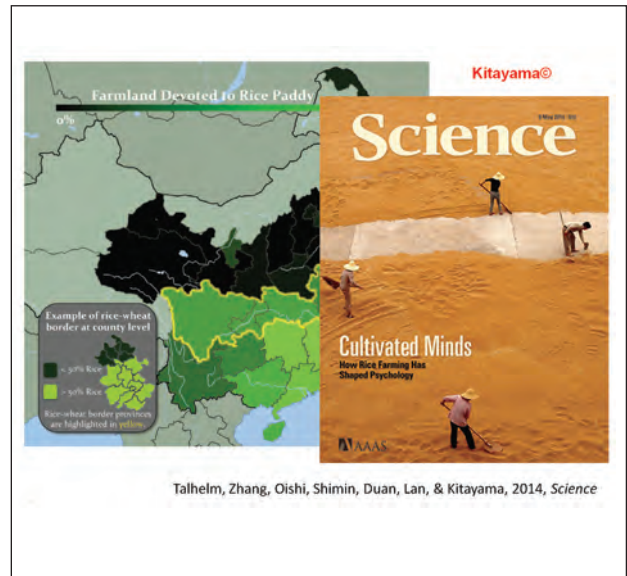 Kitayama©
Farmland Devoted to Rice Paddy
0%
Science
Example of rice-wheat
border at county level
< 50% Rice
> 50% Rice
Rice-wheat border provinces
are highlighted in yellow.
Cultivated Minds
How Rice Farming Has
Shaped Psychology
AAAS
Talhelm, Zhang, Oishi, Shimin, Duan, Lan, & Kitayama, 2014, Science